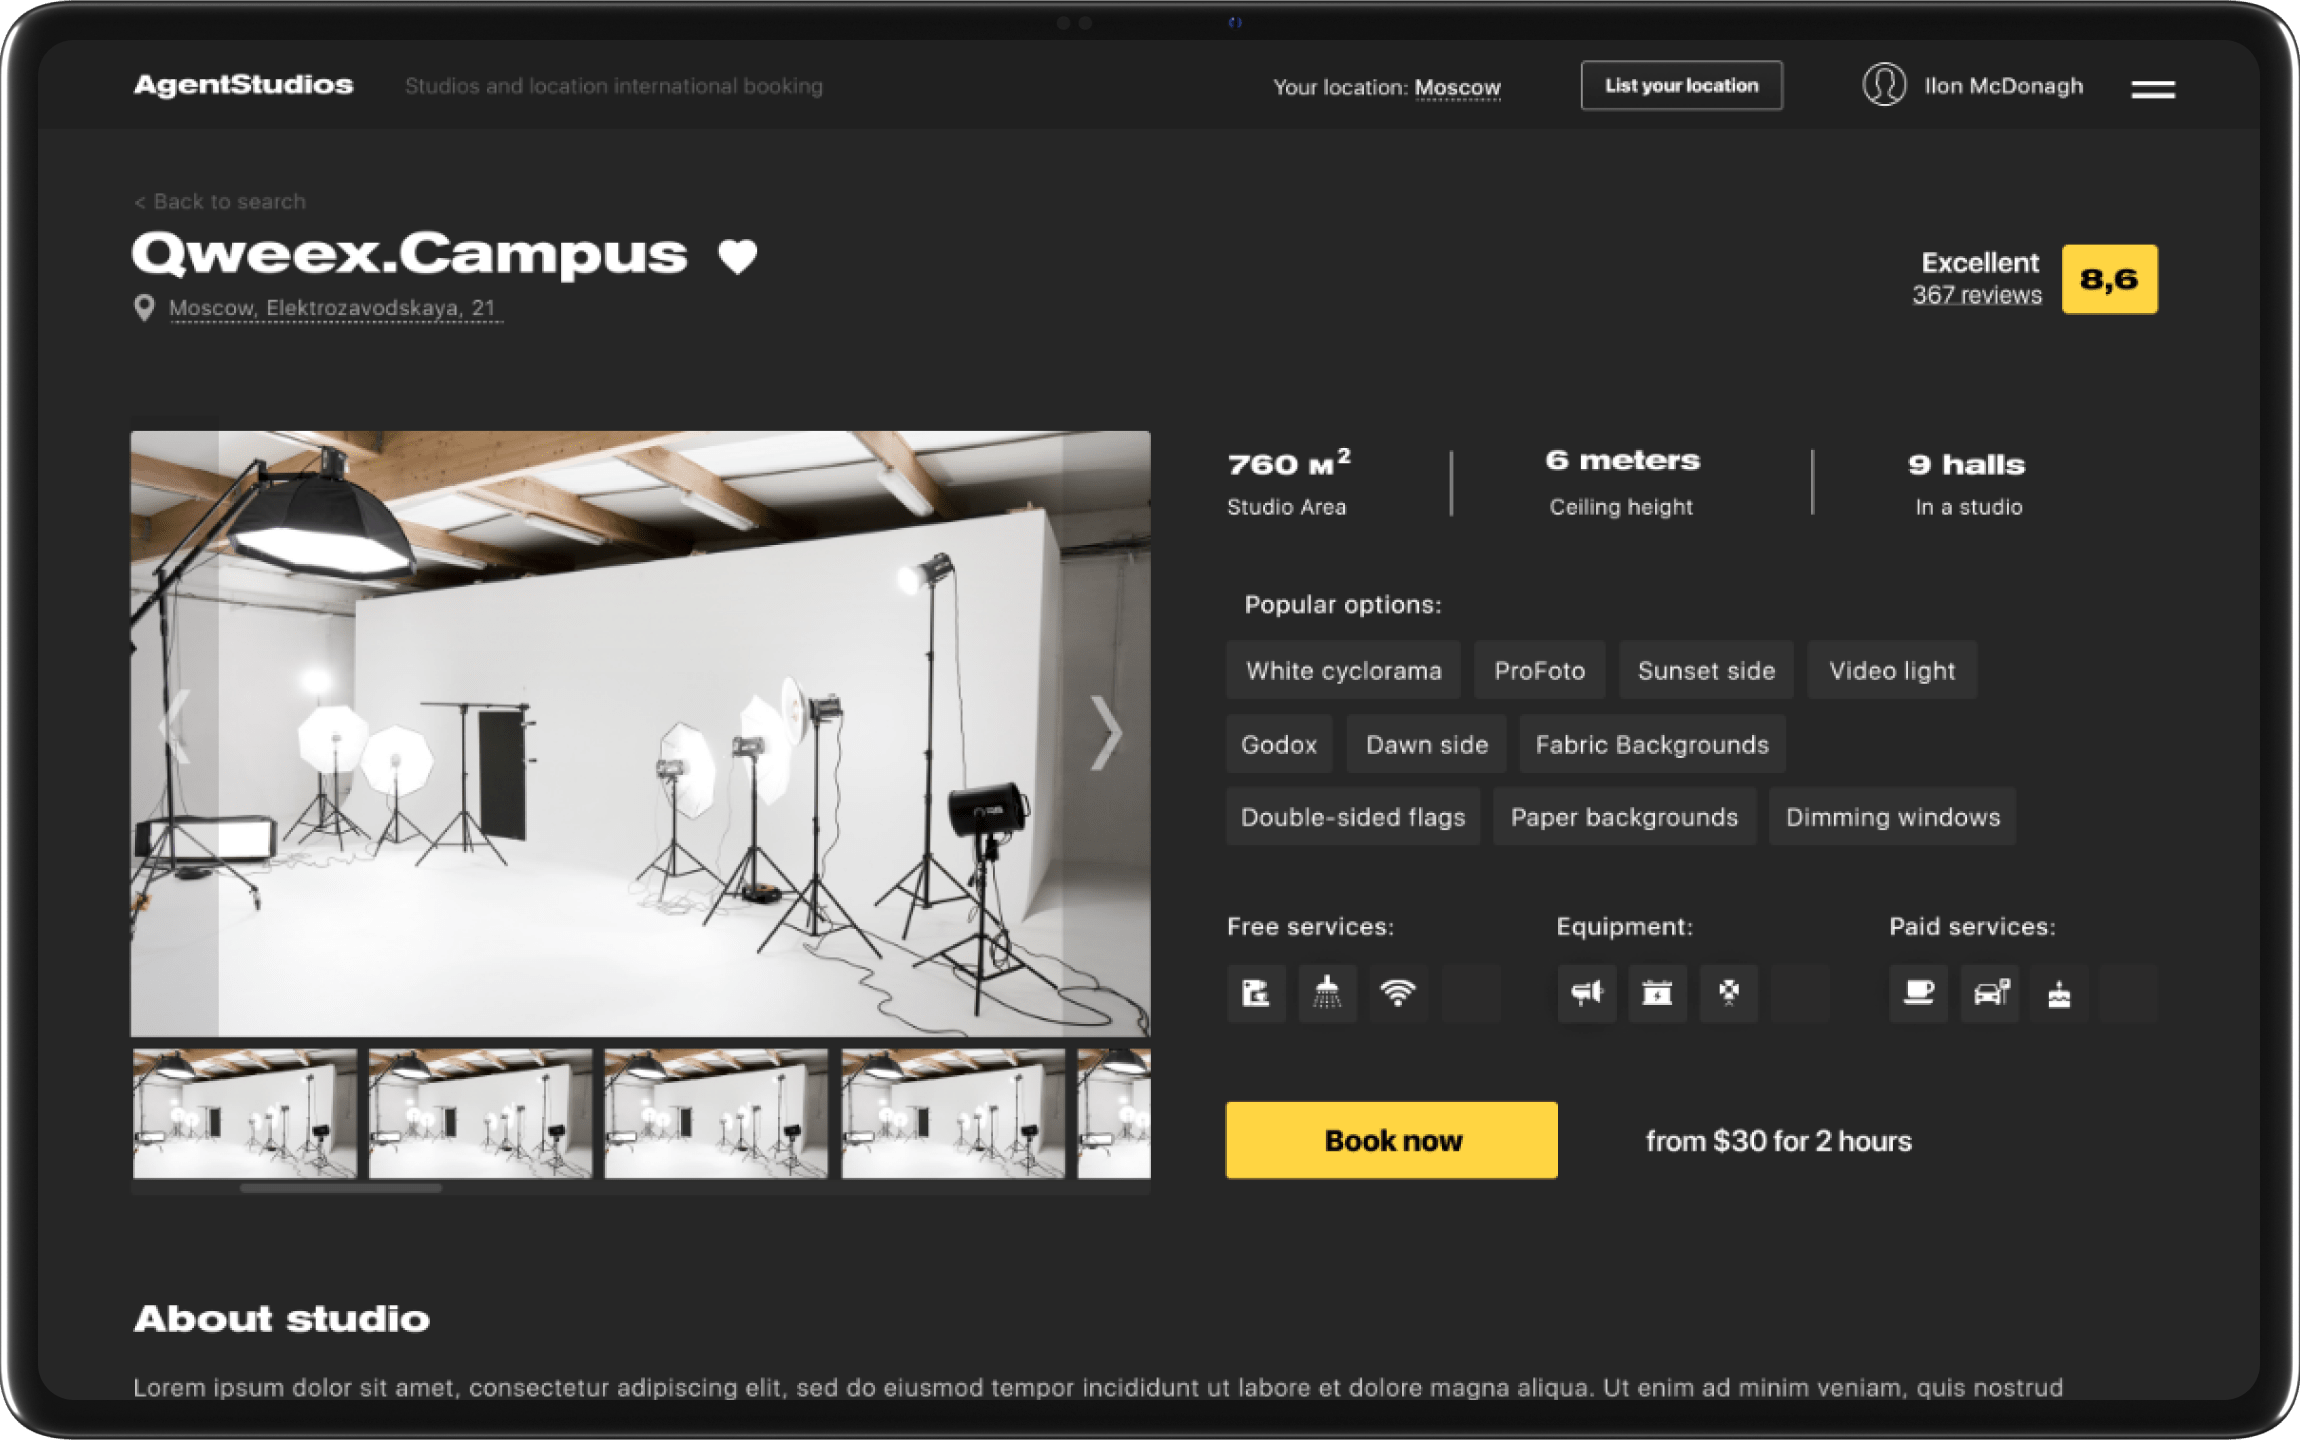 AgentStudios
Studios and location international booking
Your location: Moscow
List your location
Ilon McDonagh
< Back to search
Qweex.Campus
Moscow, Elektrozavodskaya, 21
Excellent
367 reviews
8,6
760 м²
Studio Area
6 meters
Ceiling height
9 halls
In a studio
Popular options:
White cyclorama
ProFoto
Sunset side
Video light
Godox
Dawn side
Fabric Backgrounds
Double-sided flags
Paper backgrounds
Dimming windows
Free services:
Equipment:
Paid services:
Book now
from $30 for 2 hours
About studio
Lorem ipsum dolor sit amet, consectetur adipiscing elit, sed do eiusmod tempor incididunt ut labore et dolore magna aliqua. Ut enim ad minim veniam, quis nostrud